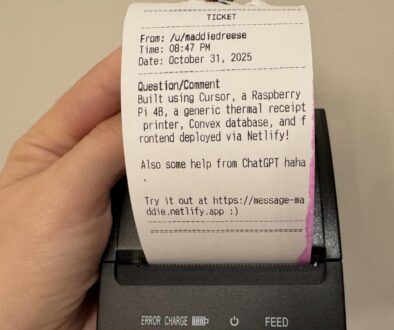 TICKET
From: /u/maddiedreese
Time: 08:47 PM
Date: October 31, 2025
Question/Comment
Built using Cursor, a Raspberry
Pi 4B, a generic thermal receipt
printer, Convex database, and f
rontend deployed via Netlify!
Also some help from ChatGPT haha
.
Try it out at https://message-ma
ddie.netlify.app :)
ERROR CHARGE FEED